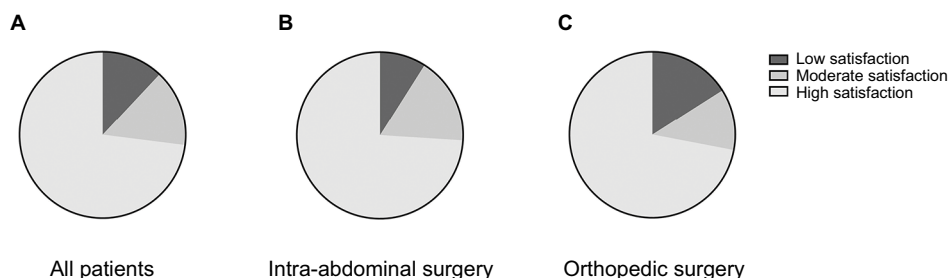 A
B
C
Low satisfaction
Moderate satisfaction
High satisfaction
All patients
Intra-abdominal surgery
Orthopedic surgery